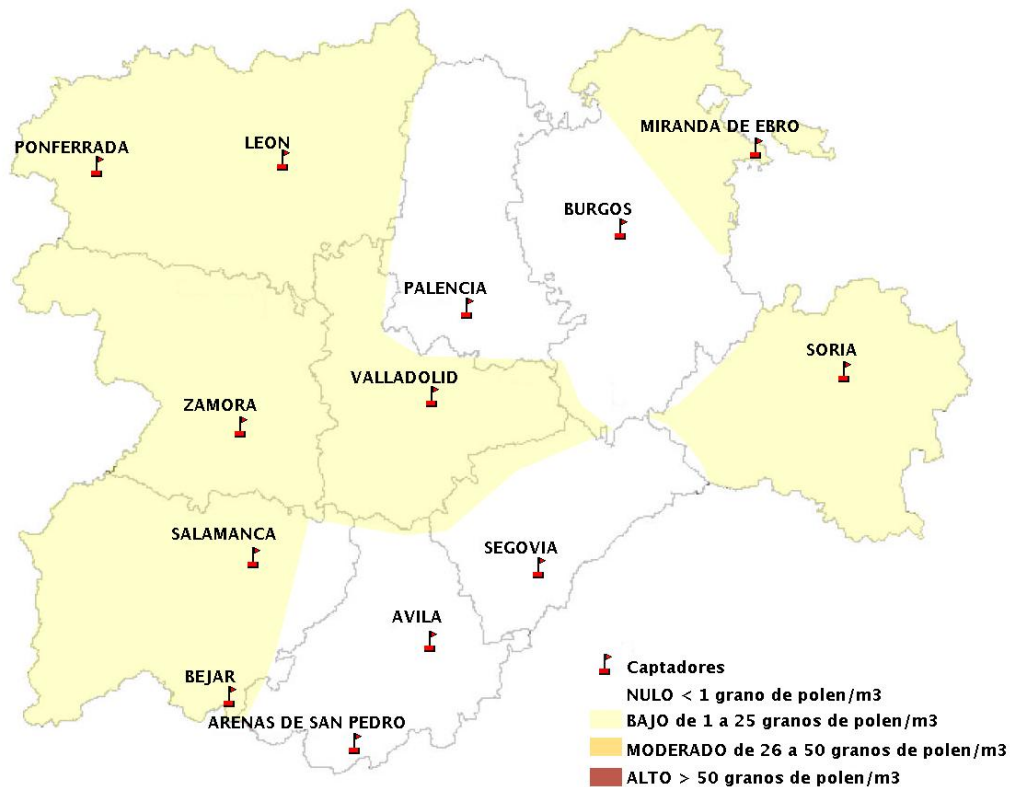 MIRANDA DE EBRO
PONFERRADA
LEON
BURGOS
PALENCIA
SORIA
VALLADOLID
ZAMORA
SALAMANCA
SEGOVIA
AVILA
BEJAR
ARENAS DE SAN PEDRO
Captadores
NULO < 1 grano de polen/m3
BAJO de 1 a 25 granos de polen/m3
MODERADO de 26 a 50 granos de polen/m3
ALTO > 50 granos de polen/m3